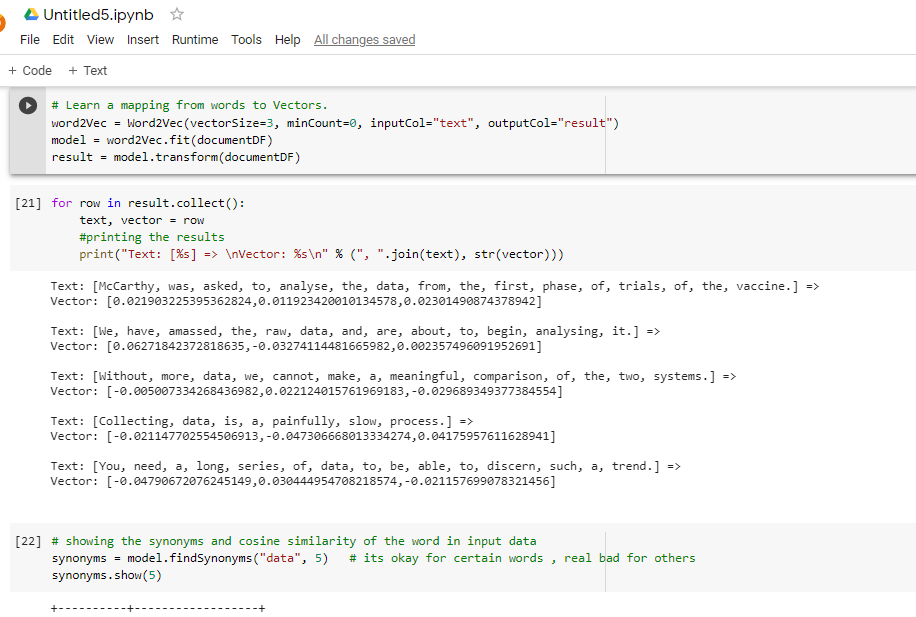 Untitled5.ipynb
File Edit View Insert Runtime Tools Help All changes saved
+ Code + Text
# Learn a mapping from words to Vectors.
word2Vec = Word2Vec(vectorSize=3, minCount=0, inputCol="text", outputCol="result")
model = word2Vec.fit(documentDF)
result = model.transform(documentDF)
[21] for row in result.collect():
text, vector = row
#printing the results
print("Text: [%s] => \nVector: %s\n" % (", ".join(text), str(vector)))
Text: [McCarthy, was, asked, to, analyse, the, data, from, the, first, phase, of, trials, of, the, vaccine.] =>
Vector: [0.021903225395362824,0.011923420010134578,0.02301490874378942]
Text: [We, have, amassed, the, raw, data, and, are, about, to, begin, analysing, it.] =>
Vector: [0.06271842372818635,-0.03274114481665982,0.002357496091952691]
Text: [Without, more, data, we, cannot, make, a, meaningful, comparison, of, the, two, systems.] =>
Vector: [-0.005007334268436982,0.022124015761969183,-0.029689349377384554]
Text: [Collecting, data, is, a, painfully, slow, process.] =>
Vector: [-0.021147702554506913,-0.047306668013334274,0.04175957611628941]
Text: [You, need, a, long, series, of, data, to, be, able, to, discern, such, a, trend.] =>
Vector: [-0.04790672076245149,0.030444954708218574,-0.021157699078321456]
[22] # showing the synonyms and cosine similarity of the word in input data
synonyms = model.findSynonyms("data", 5) # its okay for certain words , real bad for others
synonyms.show(5)
+----------+------------------+